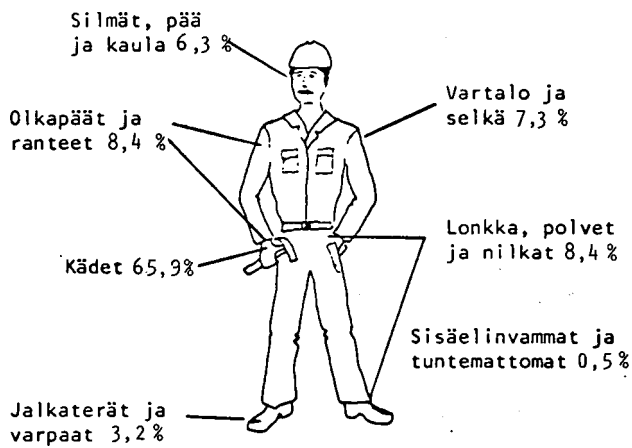 Silmät, pää
ja kaula 6,3 %
Olkapäät ja
ranteet 8,4 %
Vartalo ja
selkä 7,3 %
Kädet 65,9%
Lonkka, polvet
ja nilkat 8,4 %
Sisäelinvammat ja
tuntemattomat 0,5 %
Jalkaterät ja
varpaat 3,2 %